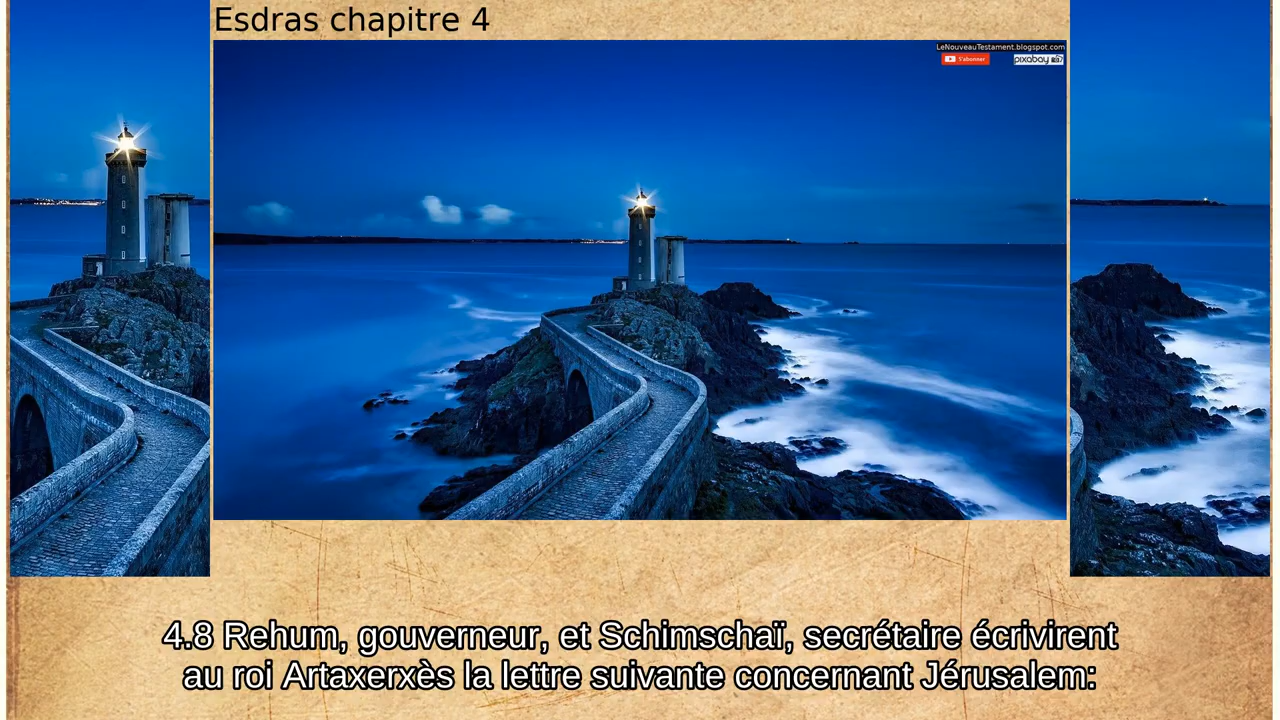 Esdras chapitre 4
LeNouveauTestament.blogspot.com
S'abonner
pixabay
4.8 Rehum, gouverneur, et Schimschaï, secrétaire écrivirent
au roi Artaxerxès la lettre suivante concernant Jérusalem: